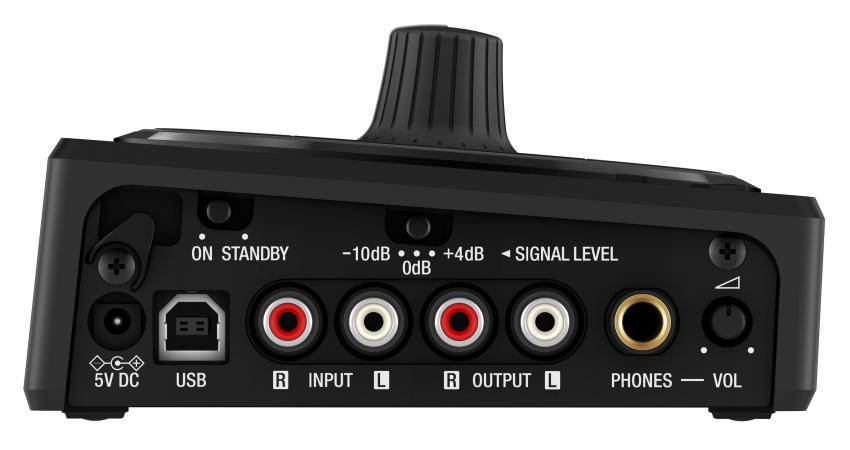 ON STANDBY
-10dB 0dB +4dB ◄ SIGNAL LEVEL
5V DC USB R INPUT L R OUTPUT L PHONES — VOL